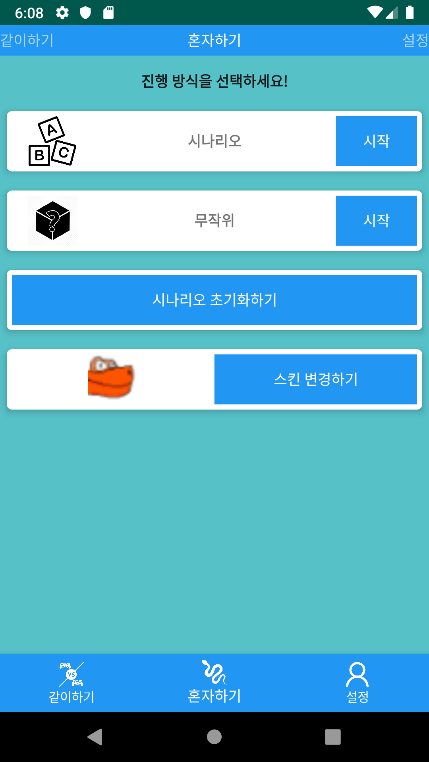 6:08
같이하기 혼자하기 설정
진행 방식을 선택하세요!
A
B C
시나리오 시작
?
무작위 시작
시나리오 초기화하기
스킨 변경하기
VS
같이하기 혼자하기 설정